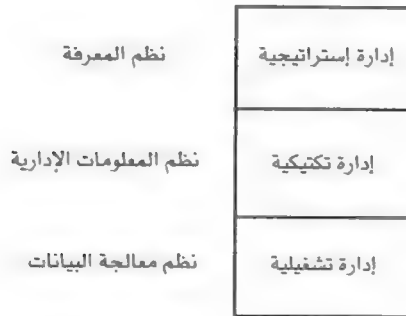 إدارة إستراتيجية
نظم المعرفة
إدارة تكتيكية
نظم المعلومات الإدارية
إدارة تشغيلية
نظم معالجة البيانات